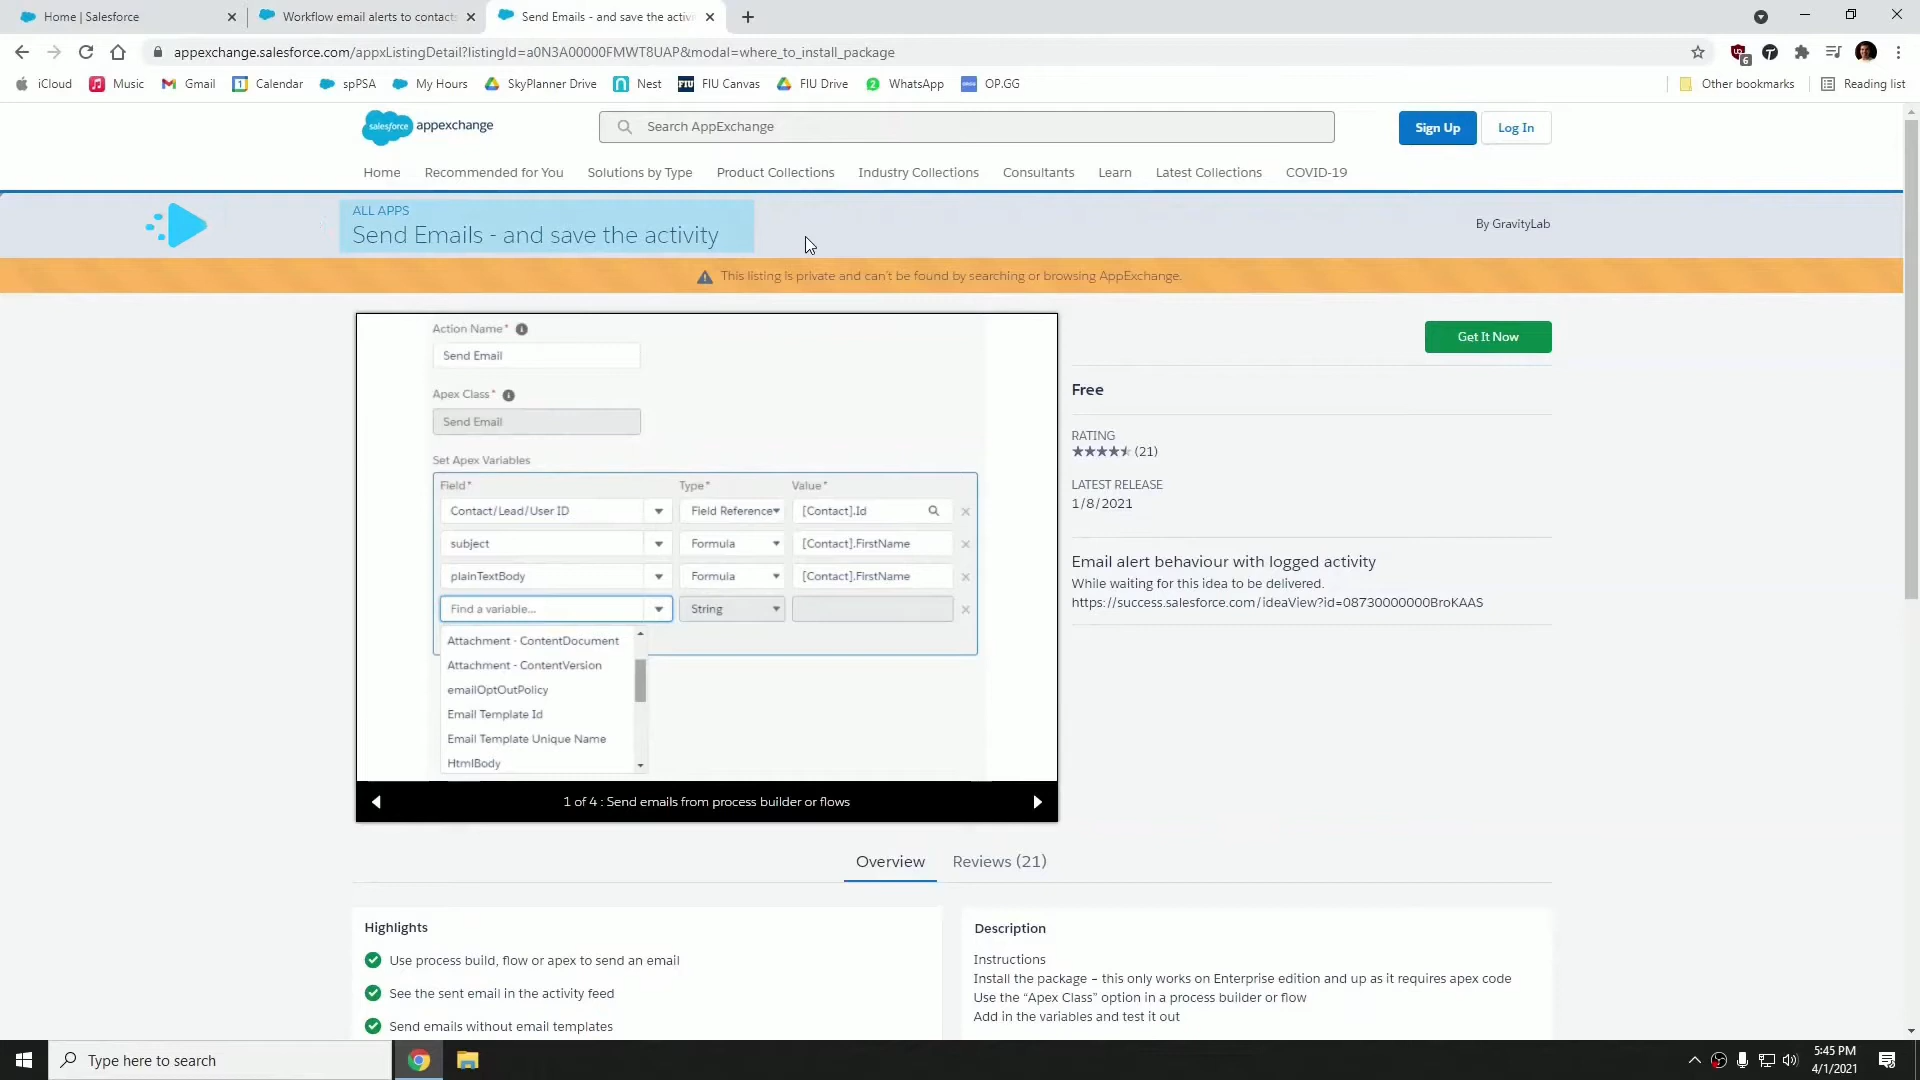 Home | Salesforce
Workflow email alerts to contacts
Send Emails - and save the activi
appexchange.salesforce.com/appxListingDetail?listingId=a0N3A00000FMWT8UAP&modal=where_to_install_package
6
iCloud
Music
Gmail
Calendar
spPSA
My Hours
SkyPlanner Drive
Nest
FIU Canvas
FIU Drive
WhatsApp
OP.GG
Other bookmarks
Reading list
salesforce appexchange
Search AppExchange
Sign Up
Log In
Home
Recommended for You
Solutions by Type
Product Collections
Industry Collections
Consultants
Learn
Latest Collections
COVID-19
ALL APPS
Send Emails - and save the activity
By GravityLab
This listing is private and can't be found by searching or browsing AppExchange.
Action Name*
Send Email
Apex Class*
Send Email
Set Apex Variables
Field* Type* Value*
Contact/Lead/User ID Field Reference [Contact].Id
subject Formula [Contact].FirstName
plainTextBody Formula [Contact].FirstName
Find a variable... String
Attachment - ContentDocument
Attachment - ContentVersion
emailOptOutPolicy
Email Template Id
Email Template Unique Name
HtmlBody
1 of 4 : Send emails from process builder or flows
Get It Now
Free
RATING
(21)
LATEST RELEASE
1/8/2021
Email alert behaviour with logged activity
While waiting for this idea to be delivered.
https://success.salesforce.com/ideaView?id=08730000000BroKAAS
Overview
Reviews (21)
Highlights
Use process build, flow or apex to send an email
See the sent email in the activity feed
Send emails without email templates
Description
Instructions
Install the package – this only works on Enterprise edition and up as it requires apex code
Use the “Apex Class” option in a process builder or flow
Add in the variables and test it out
Type here to search
5:45 PM
4/1/2021